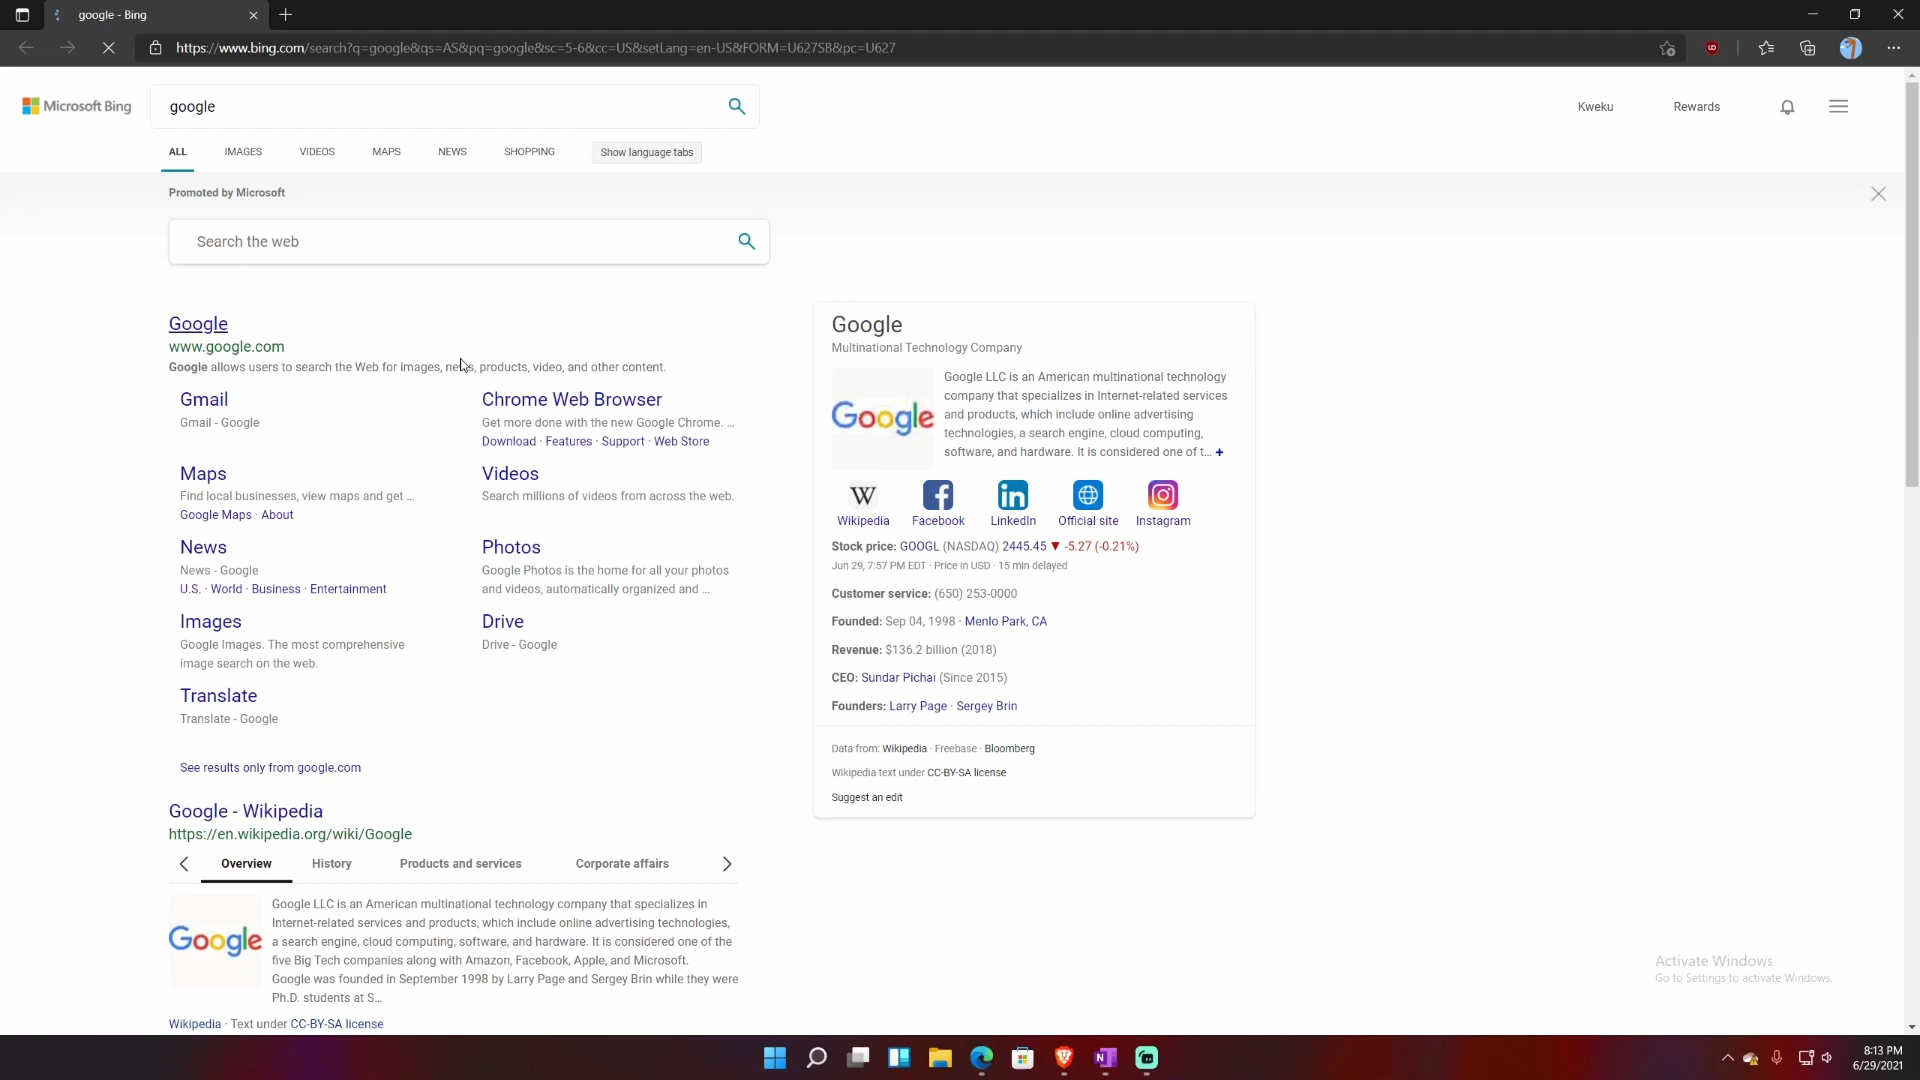 google - Bing
https://www.bing.com/search?q=google&qs=AS&pq=google&sc=5-6&cc=US&setLang=en-US&FORM=U627SB&pc=U627
Microsoft Bing
google
Kweku
Rewards
ALL
IMAGES
VIDEOS
MAPS
NEWS
SHOPPING
Show language tabs
Promoted by Microsoft
Search the web
Google
www.google.com
Google allows users to search the Web for images, news, products, video, and other content.
Gmail
Gmail - Google
Chrome Web Browser
Get more done with the new Google Chrome. ...
Download · Features · Support · Web Store
Maps
Find local businesses, view maps and get ...
Google Maps · About
Videos
Search millions of videos from across the web.
News
News - Google
U.S. · World · Business · Entertainment
Photos
Google Photos is the home for all your photos
and videos, automatically organized and ...
Images
Google Images. The most comprehensive
image search on the web.
Drive
Drive - Google
Translate
Translate - Google
See results only from google.com
Google - Wikipedia
https://en.wikipedia.org/wiki/Google
Overview
History
Products and services
Corporate affairs
Google
Google LLC is an American multinational technology company that specializes in
Internet-related services and products, which include online advertising technologies,
a search engine, cloud computing, software, and hardware. It is considered one of the
five Big Tech companies along with Amazon, Facebook, Apple, and Microsoft.
Google was founded in September 1998 by Larry Page and Sergey Brin while they were
Ph.D. students at S...
Wikipedia · Text under CC-BY-SA license
Google
Multinational Technology Company
Google
Google LLC is an American multinational technology
company that specializes in Internet-related services
and products, which include online advertising
technologies, a search engine, cloud computing,
software, and hardware. It is considered one of t... +
W
Wikipedia
Facebook
LinkedIn
Official site
Instagram
Stock price: GOOGL (NASDAQ) 2445.45 ▼ -5.27 (-0.21%)
Jun 29, 7:57 PM EDT · Price in USD · 15 min delayed
Customer service: (650) 253-0000
Founded: Sep 04, 1998 · Menlo Park, CA
Revenue: $136.2 billion (2018)
CEO: Sundar Pichai (Since 2015)
Founders: Larry Page · Sergey Brin
Data from: Wikipedia · Freebase · Bloomberg
Wikipedia text under CC-BY-SA license
Suggest an edit
Activate Windows
Go to Settings to activate Windows.
8:13 PM
6/29/2021